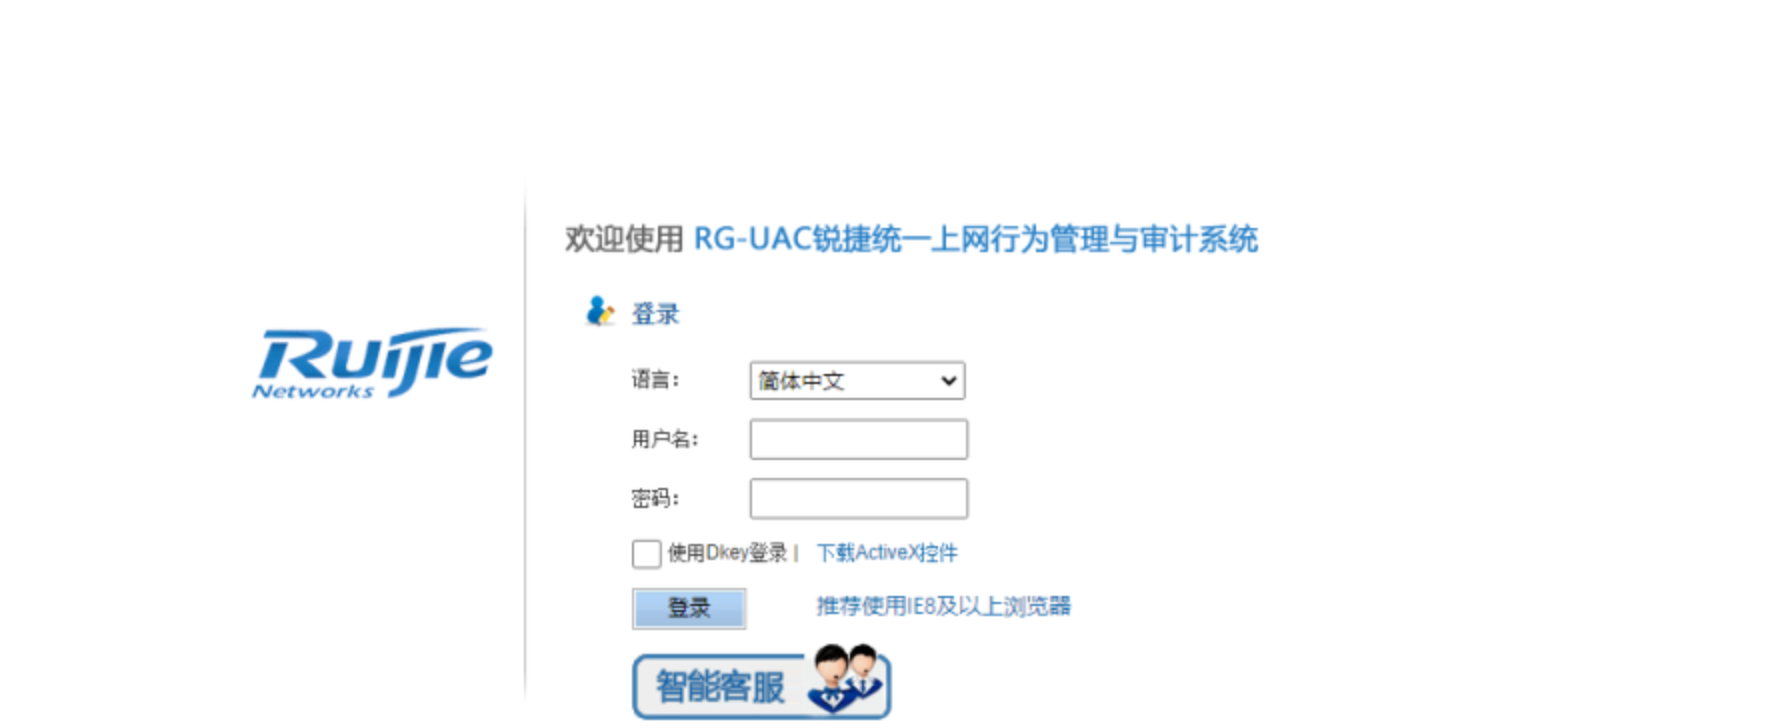 欢迎使用 RG-UAC锐捷统一上网行为管理与审计系统
登录
Ruijie
Networks
语言：
简体中文
用户名：
密码：
使用Dkey登录 | 下载ActiveX控件
登录
推荐使用IE8及以上浏览器
智能客服